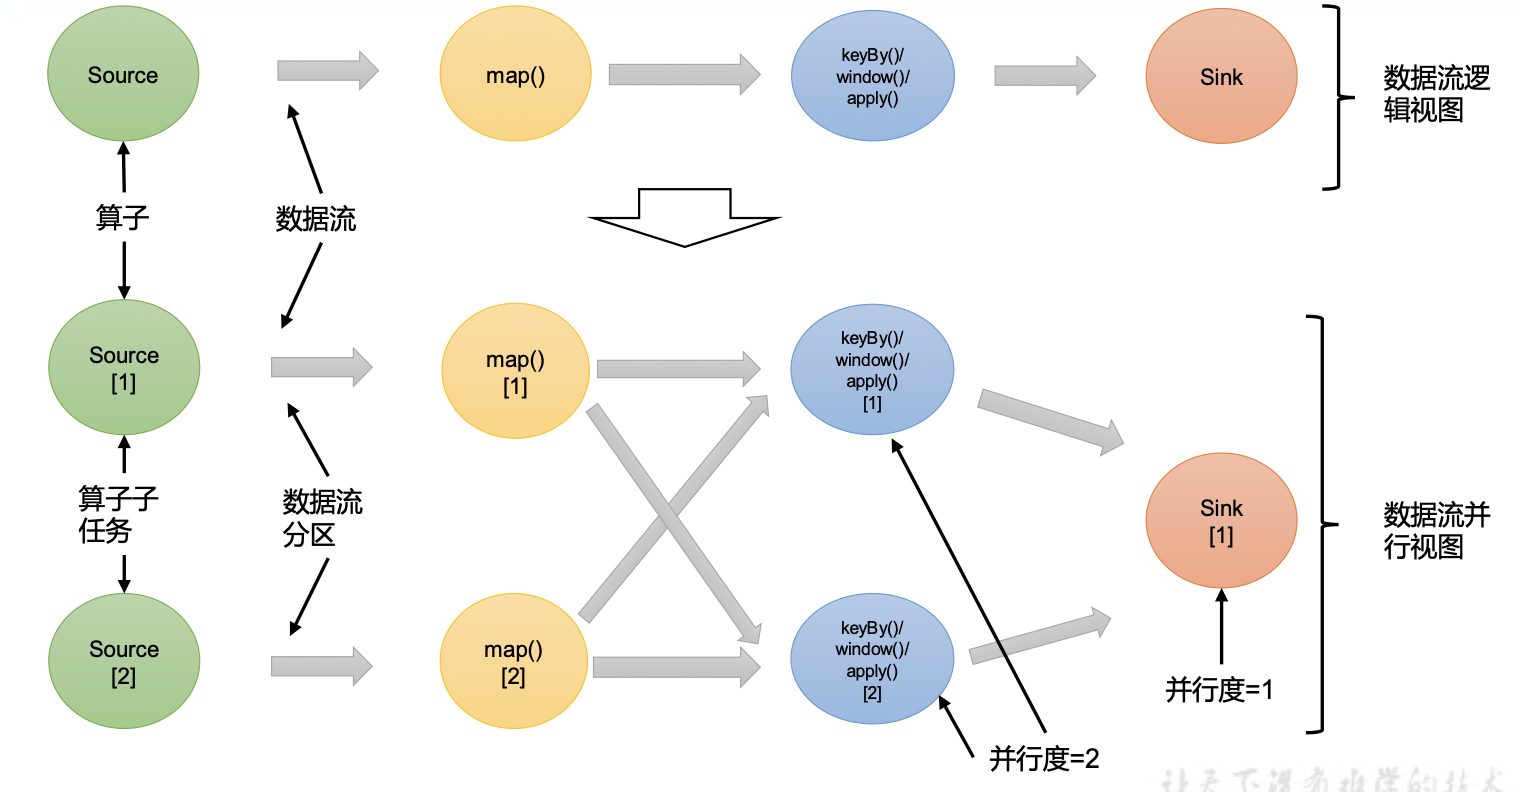 Source
map()
keyBy()/
window()/
apply()
Sink
数据流逻
辑视图
算子
数据流
Source
[1]
map()
[1]
keyBy()/
window()/
apply()
[1]
算子子
任务
数据流
分区
Sink
[1]
数据流并
行视图
Source
[2]
map()
[2]
keyBy()/
window()/
apply()
[2]
并行度=1
并行度=2
让天下没有难学的技术